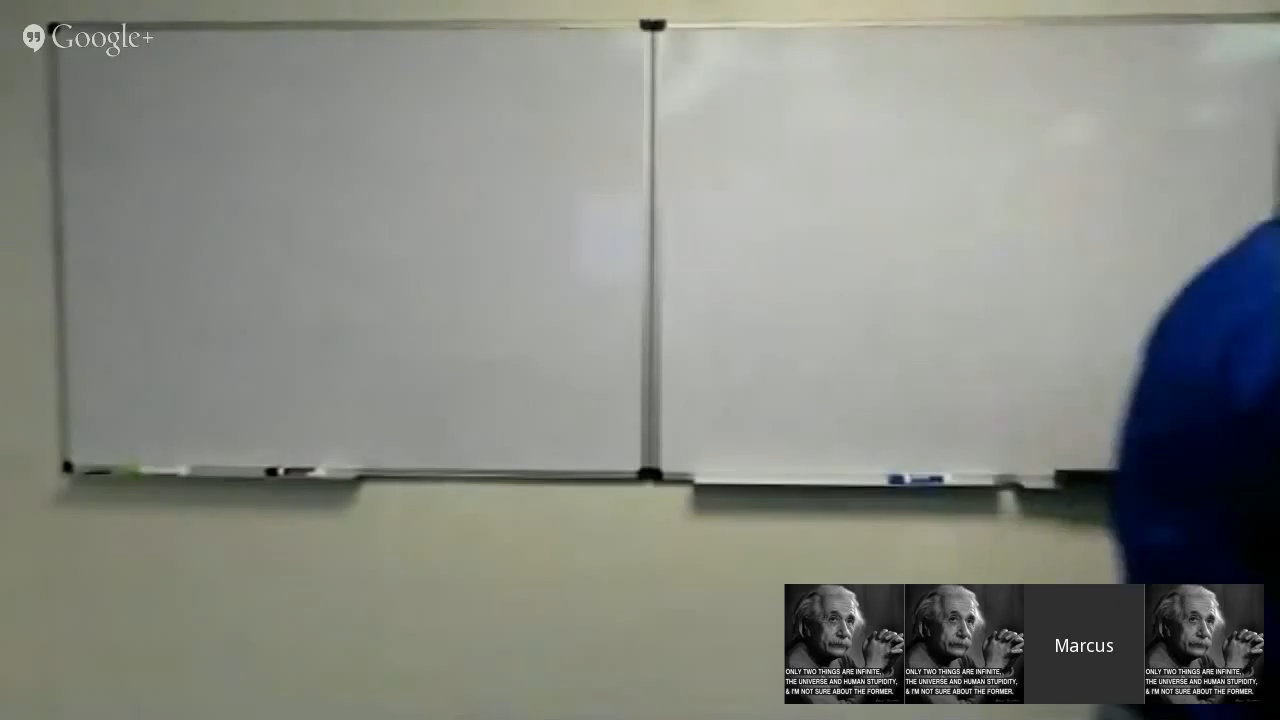 Google+
ONLY TWO THINGS ARE INFINITE,
THE UNIVERSE AND HUMAN STUPIDITY,
& I'M NOT SURE ABOUT THE FORMER.
ONLY TWO THINGS ARE INFINITE,
THE UNIVERSE AND HUMAN STUPIDITY,
& I'M NOT SURE ABOUT THE FORMER.
Marcus
ONLY TWO THINGS ARE INFINITE,
THE UNIVERSE AND HUMAN STUPIDITY,
& I'M NOT SURE ABOUT THE FORMER.